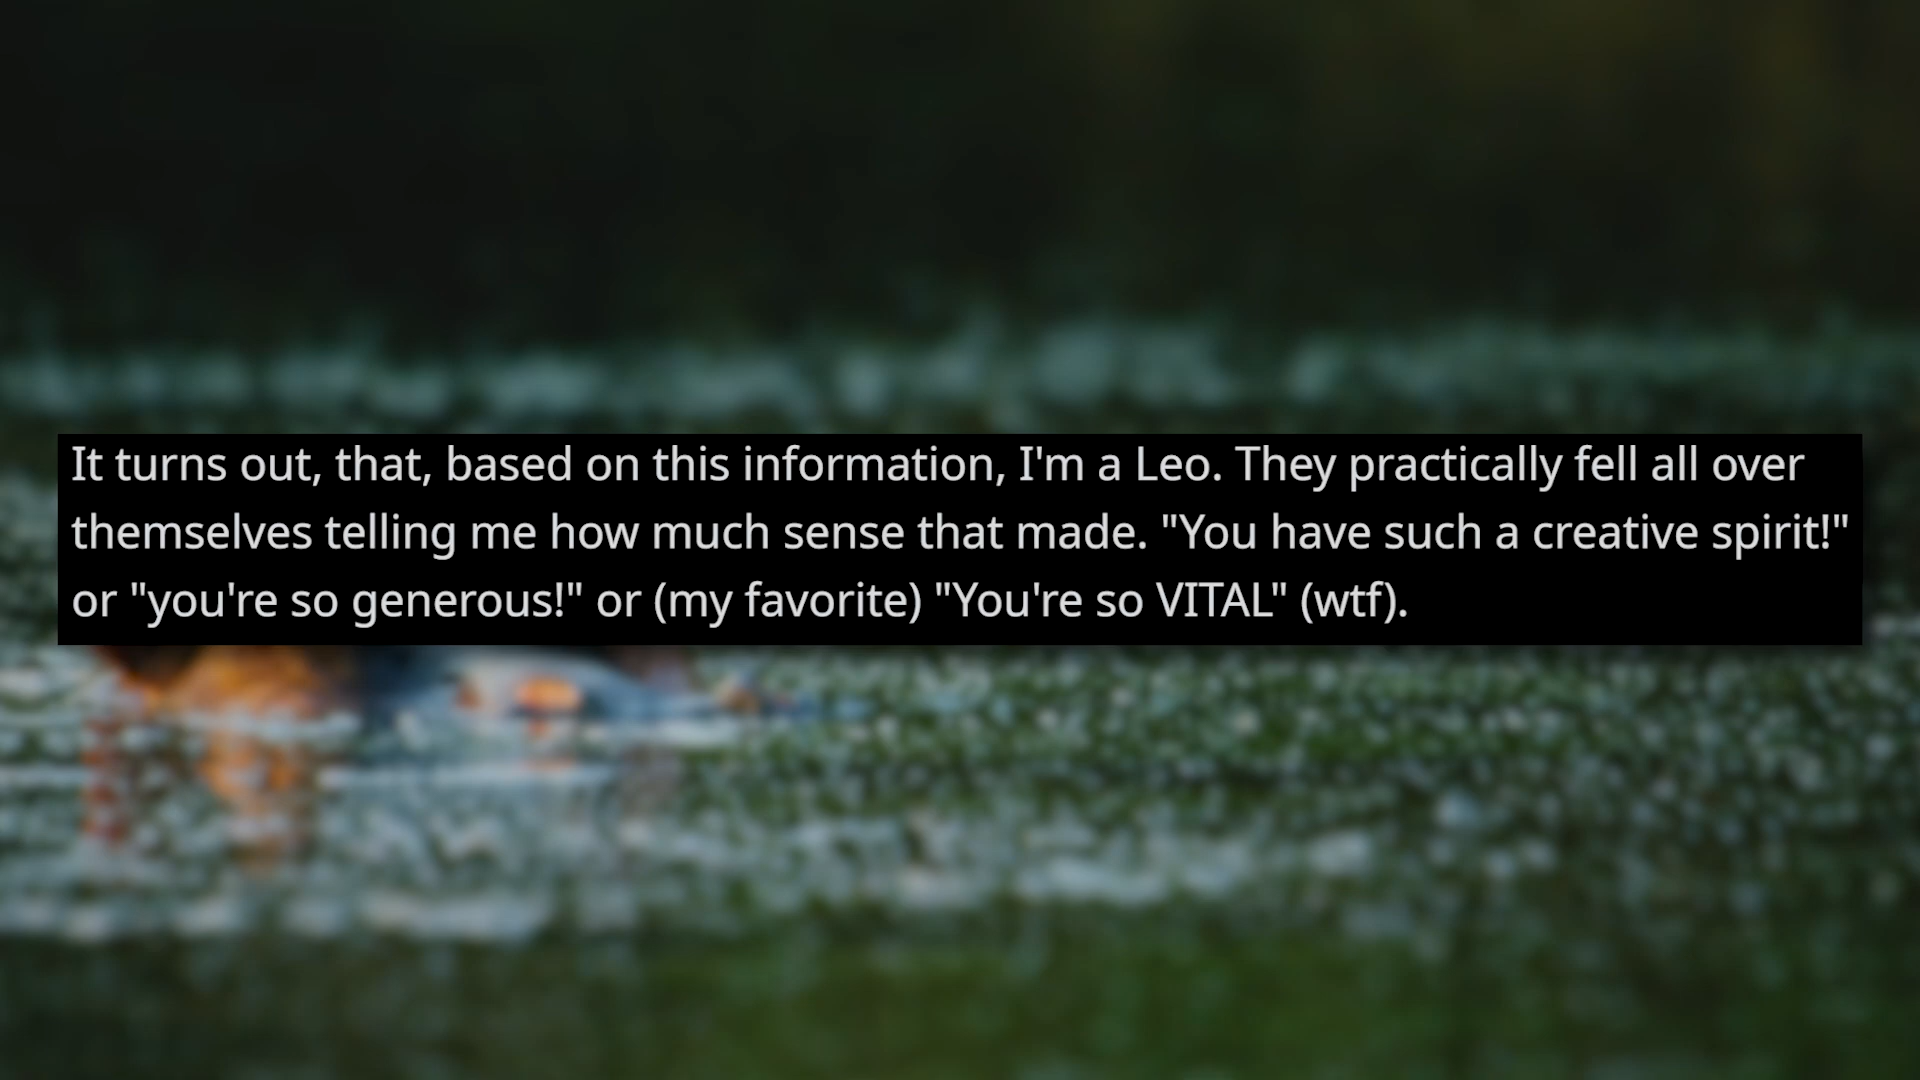 It turns out, that, based on this information, I'm a Leo. They practically fell all over
themselves telling me how much sense that made. "You have such a creative spirit!"
or "you're so generous!" or (my favorite) "You're so VITAL" (wtf).